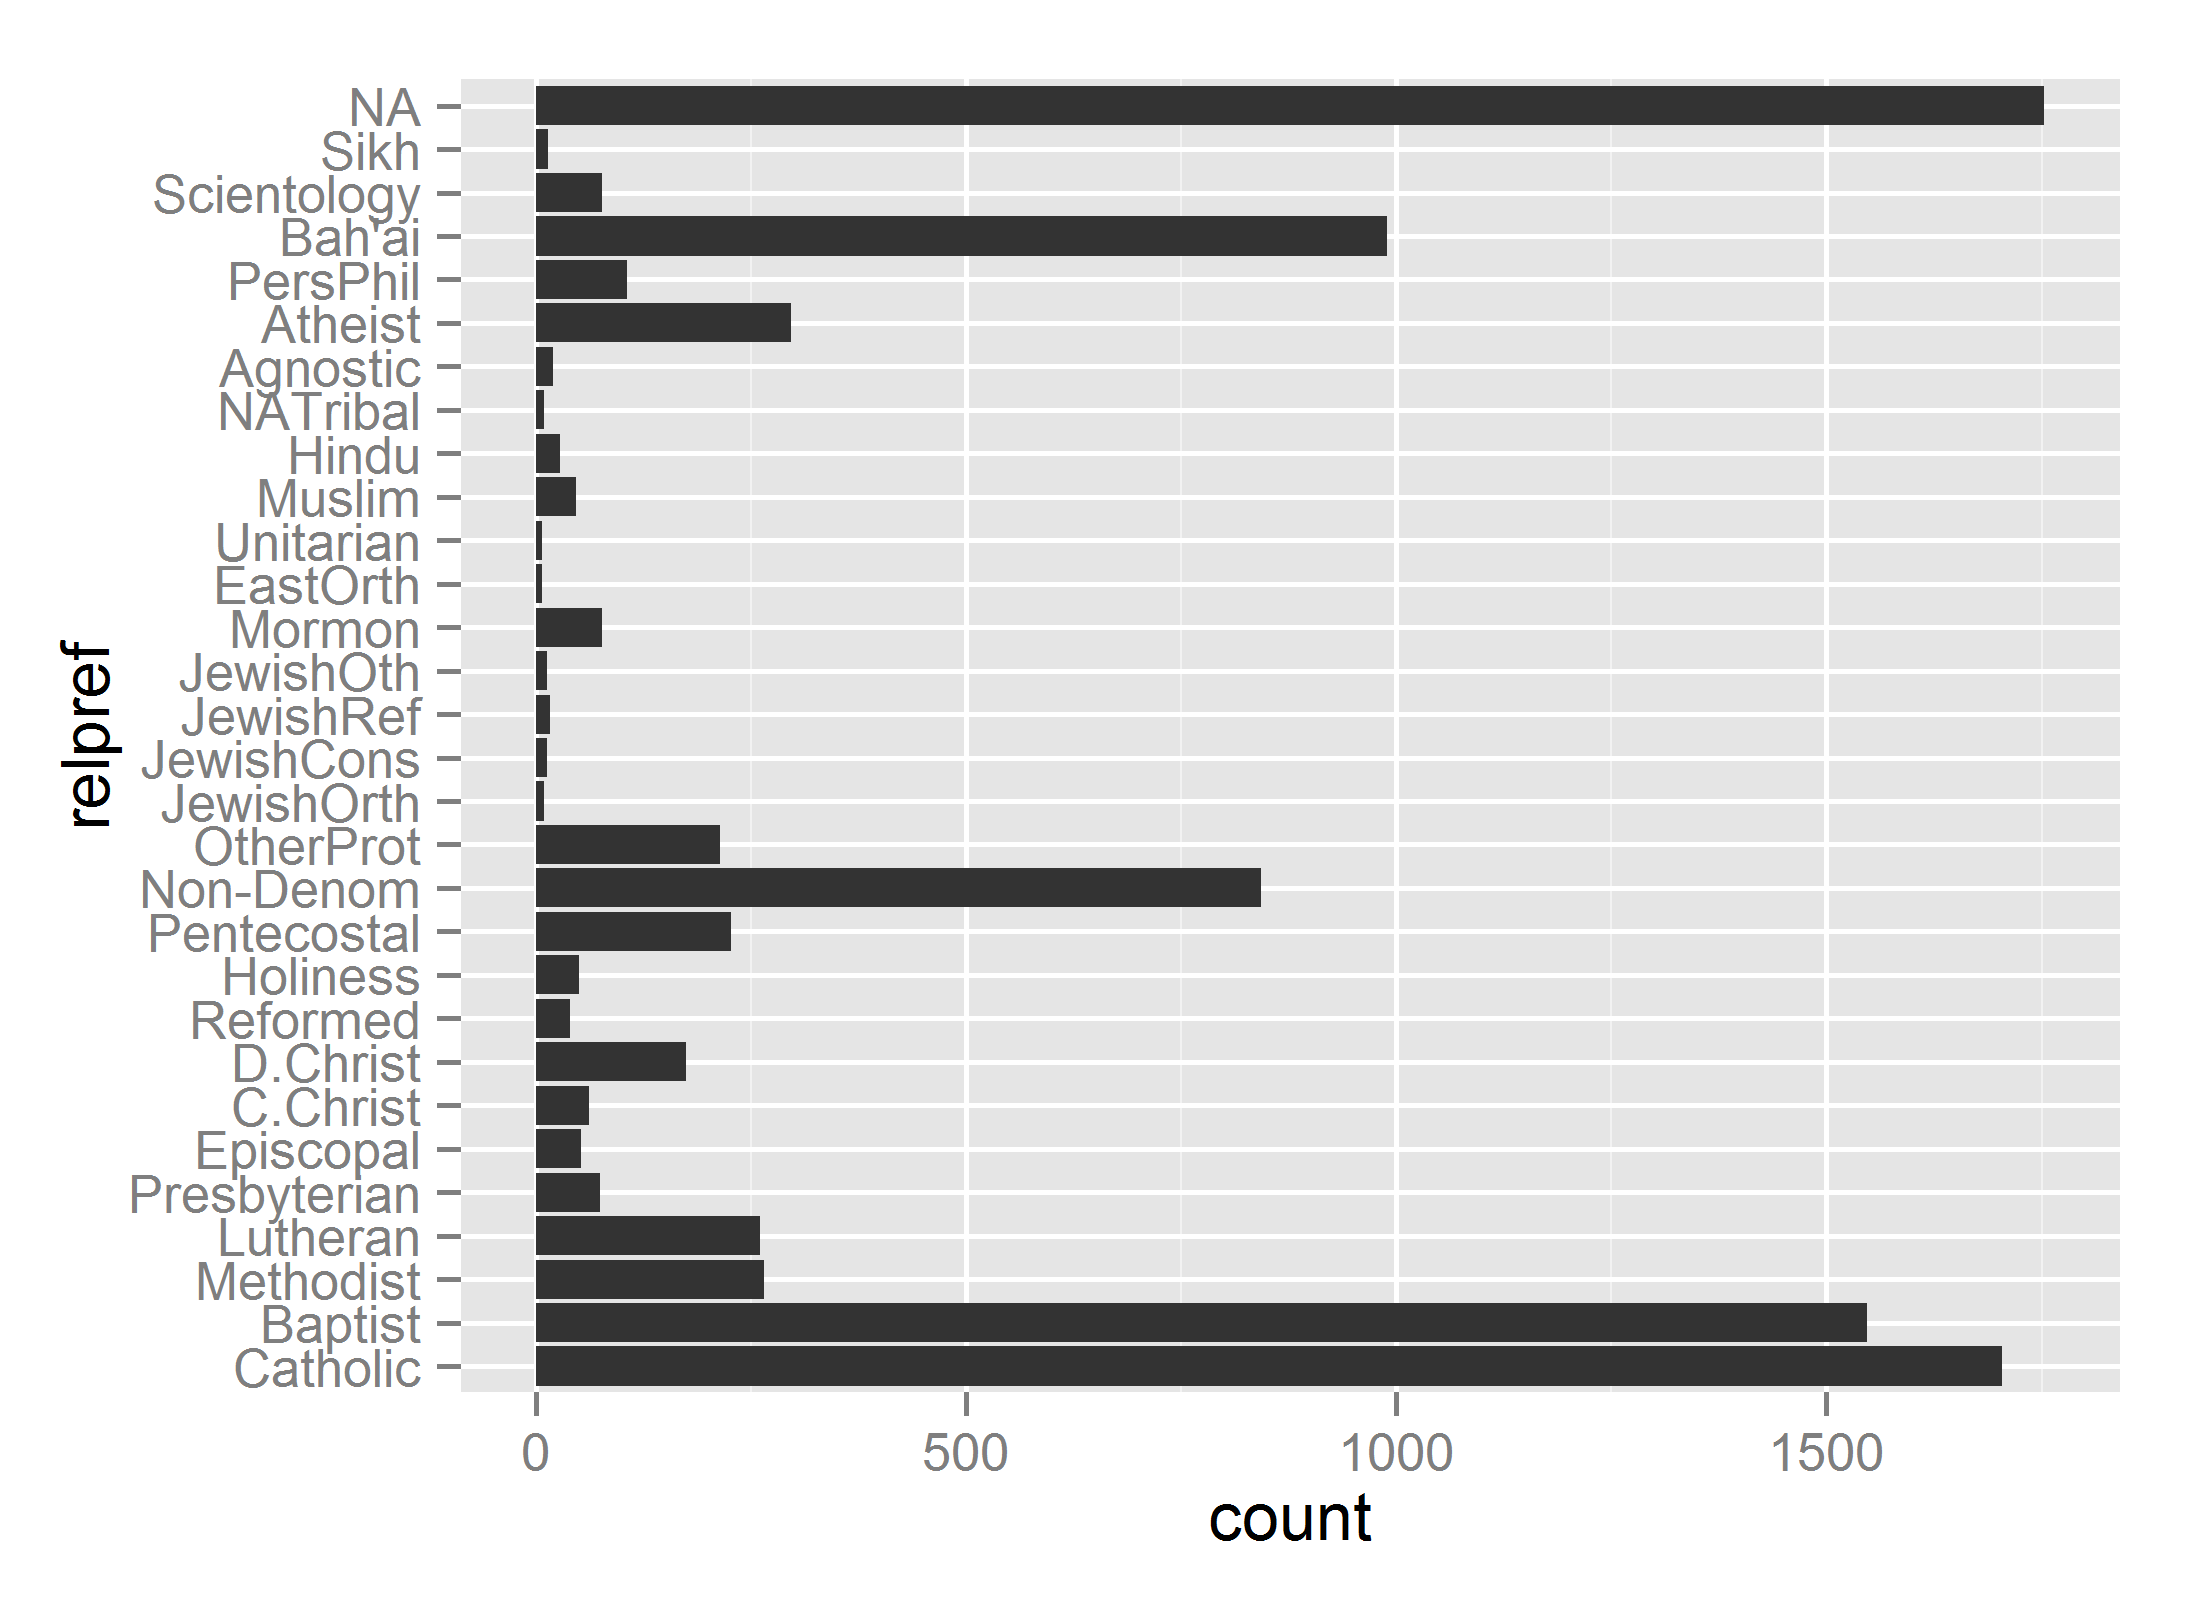 NA
Sikh
Scientology
Bah'ai
PersPhil
Atheist
Agnostic
NATribal
Hindu
Muslim
Unitarian
EastOrth
Mormon
JewishOth
JewishRef
JewishCons
JewishOrth
OtherProt
Non-Denom
Pentecostal
Holiness
Reformed
D.Christ
C.Christ
Episcopal
Presbyterian
Lutheran
Methodist
Baptist
Catholic
relpref
0 500 1000 1500
count